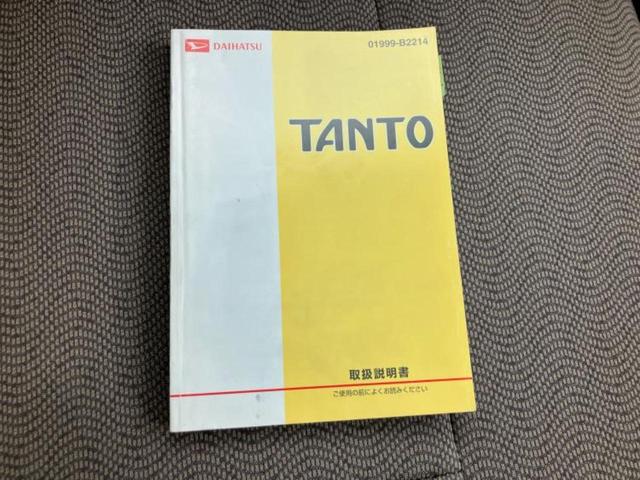 DAIHATSU
01999-B2214
TANTO
取扱説明書
ご使用の前によくお読みください